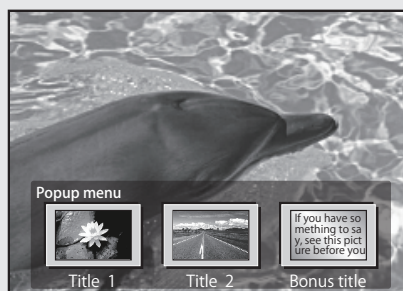 Popup menu
If you have so
mething to sa
y, see this pict
ure before you
Title 1
Title 2
Bonus title